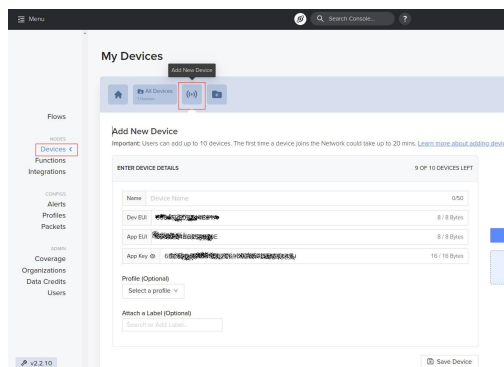 Menu
Search Console...
?
My Devices
Add New Device
All Devices
Flows
NODES
Devices
Functions
Integrations
CONFIGS
Alerts
Profiles
Packets
ADMIN
Coverage
Organizations
Data Credits
Users
v2.2.10
Add New Device
Important: Users can add up to 10 devices. The first time a device joins the Network could take up to 20 mins. Learn more about adding devi
ENTER DEVICE DETAILS 9 OF 10 DEVICES LEFT
Name Device Name 0/50
Dev EUI 8 / 8 Bytes
App EUI 8 / 8 Bytes
App Key 16 / 16 Bytes
Profile (Optional)
Select a profile
Attach a Label (Optional)
Search or Add Label...
Save Device